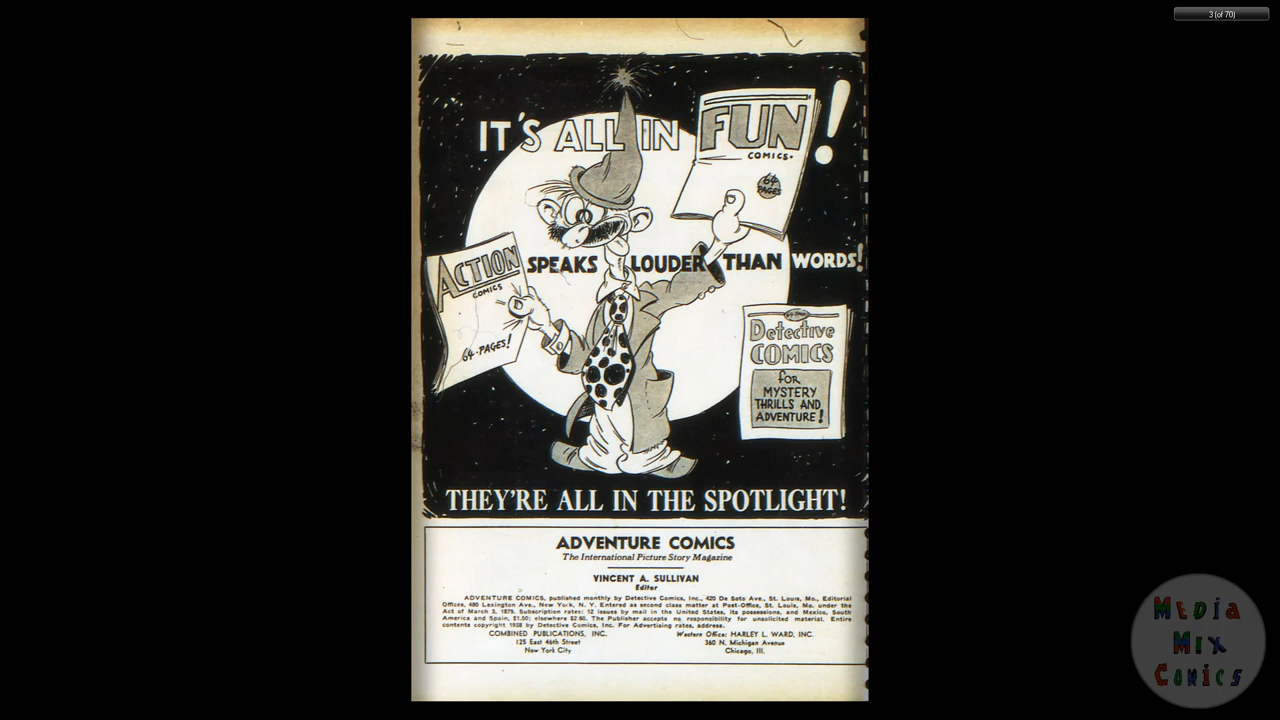 3 (of 70)
IT'S ALL IN FUN !
COMICS.
64
PAGES
ACTION
COMICS
64-PAGES!
SPEAKS LOUDER THAN WORDS!
64 PAGES
Detective
COMICS
for
MYSTERY
THRILLS AND
ADVENTURE!
THEY'RE ALL IN THE SPOTLIGHT!
ADVENTURE COMICS
The International Picture Story Magazine
VINCENT A. SULLIVAN
Editor
ADVENTURE COMICS, published monthly by Detective Comics, Inc., 420 De Soto Ave., St. Louis, Mo., Editorial
Offices, 480 Lexington Ave., New York, N. Y. Entered as second class matter at Post-Office, St. Louis, Mo. under the
Act of March 3, 1879. Subscription rates: 12 issues by mail in the United States, its possessions, and Mexico, South
America and Spain, $1.50; elsewhere $2.60. The Publisher accepts no responsibility for unsolicited material. Entire
contents copyright 1938 by Detective Comics, Inc. For Advertising rates, address.
COMBINED PUBLICATIONS, INC.
125 East 46th Street
New York City
Western Office: HARLEY L. WARD, INC.
360 N. Michigan Avenue
Chicago, Ill.
MEDIA
MIX
COMICS